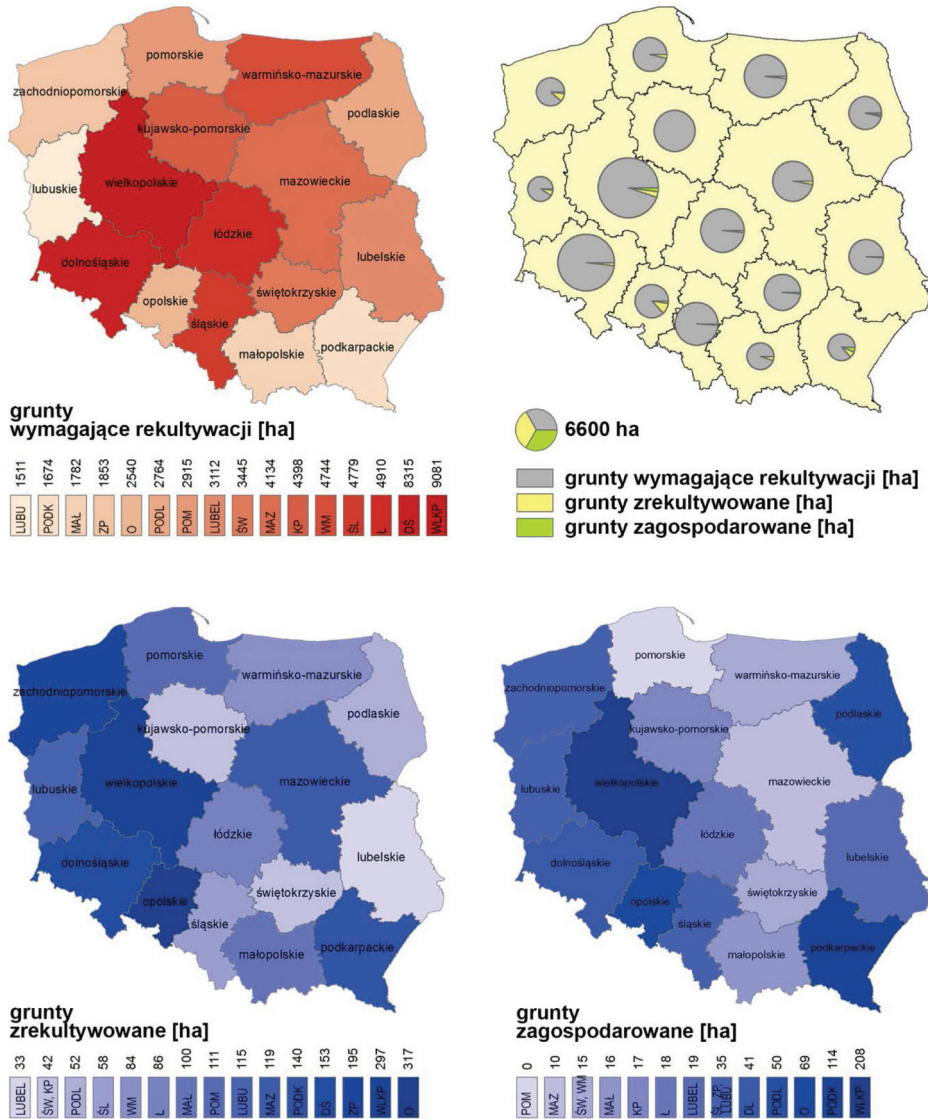 pomorskie
warmińsko-mazurskie
zachodniopomorskie
podlaskie
kujawsko-pomorskie
mazowieckie
wielkopolskie
lubuskie
łódzkie
dolnośląskie
lubelskie
opolskie
świętokrzyskie
śląskie
małopolskie
podkarpackie
grunty
wymagające rekultywacji [ha]
1511 1674 1782 1853 2540 2764 2915 3112 3445 4134 4398 4744 4779 4910 8315 9081
LUBU PODK MAŁ ZP O PODL POM LUBEL ŚW MAZ KP WM ŚL Ł DŚ WLKP
6600 ha
grunty wymagające rekultywacji [ha]
grunty zrekultywowane [ha]
grunty zagospodarowane [ha]
pomorskie
warmińsko-mazurskie
zachodniopomorskie
podlaskie
kujawsko-pomorskie
wielkopolskie
mazowieckie
lubuskie
łódzkie
dolnośląskie
lubelskie
opolskie
świętokrzyskie
śląskie
małopolskie
podkarpackie
grunty
zrekultywowane [ha]
33 42 52 58 84 86 100 111 115 119 140 153 195 297 317
LUBEL ŚW, KP PODL ŚL WM Ł MAŁ POM LUBU MAZ PODK DŚ ZP WLKP O
pomorskie
warmińsko-mazurskie
zachodniopomorskie
podlaskie
kujawsko-pomorskie
wielkopolskie
mazowieckie
lubuskie
łódzkie
dolnośląskie
lubelskie
opolskie
świętokrzyskie
śląskie
małopolskie
podkarpackie
grunty
zagospodarowane [ha]
0 10 15 16 17 18 19 35 41 50 69 114 208
POM MAZ ŚW, WM MAŁ KP Ł LUBEL ŚL, ZP, LUBU DL PODL O PODK WLKP